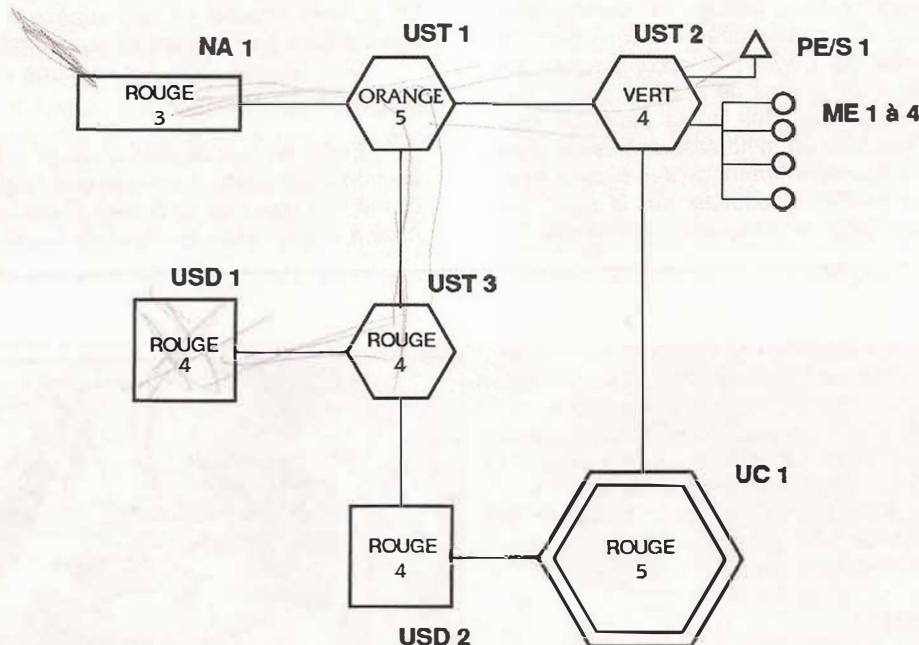 NA 1
ROUGE
3
UST 1
ORANGE
5
UST 2
VERT
4
PE/S 1
ME 1 à 4
USD 1
ROUGE
4
UST 3
ROUGE
4
ROUGE
4
USD 2
UC 1
ROUGE
5